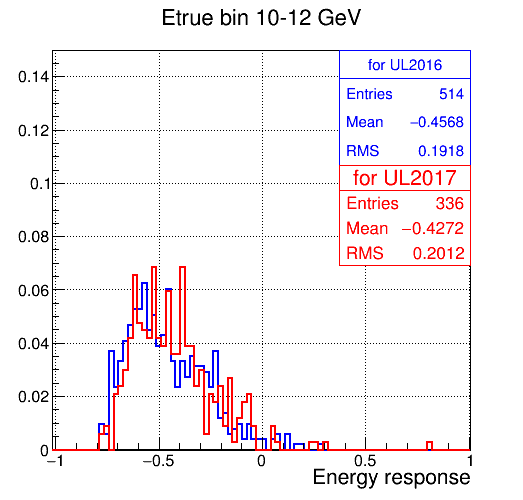 Etrue bin 10-12 GeV
for UL2016
Entries 514
Mean −0.4568
RMS 0.1918
for UL2017
Entries 336
Mean −0.4272
RMS 0.2012
0.14
0.12
0.1
0.08
0.06
0.04
0.02
0
−1 −0.5 0 0.5 1
Energy response